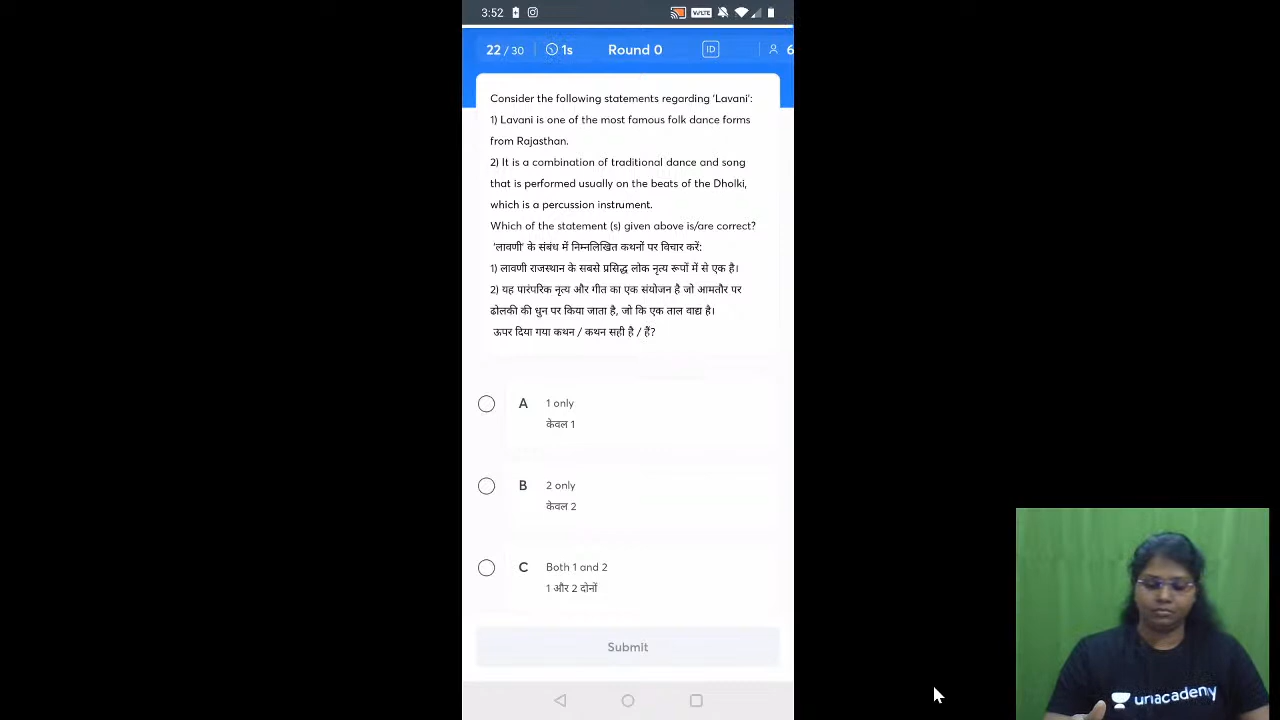 3:52
VoLTE
22 / 30
1s
Round 0
ID
6
Consider the following statements regarding 'Lavani':
1) Lavani is one of the most famous folk dance forms
from Rajasthan.
2) It is a combination of traditional dance and song
that is performed usually on the beats of the Dholki,
which is a percussion instrument.
Which of the statement (s) given above is/are correct?
'लावणी' के संबंध में निम्नलिखित कथनों पर विचार करें:
1) लावणी राजस्थान के सबसे प्रसिद्ध लोक नृत्य रूपों में से एक है।
2) यह पारंपरिक नृत्य और गीत का एक संयोजन है जो आमतौर पर
ढोलकी की धुन पर किया जाता है, जो कि एक ताल वाद्य है।
ऊपर दिया गया कथन / कथन सही है / हैं?
A 1 only
केवल 1
B 2 only
केवल 2
C Both 1 and 2
1 और 2 दोनों
Submit
unacademy